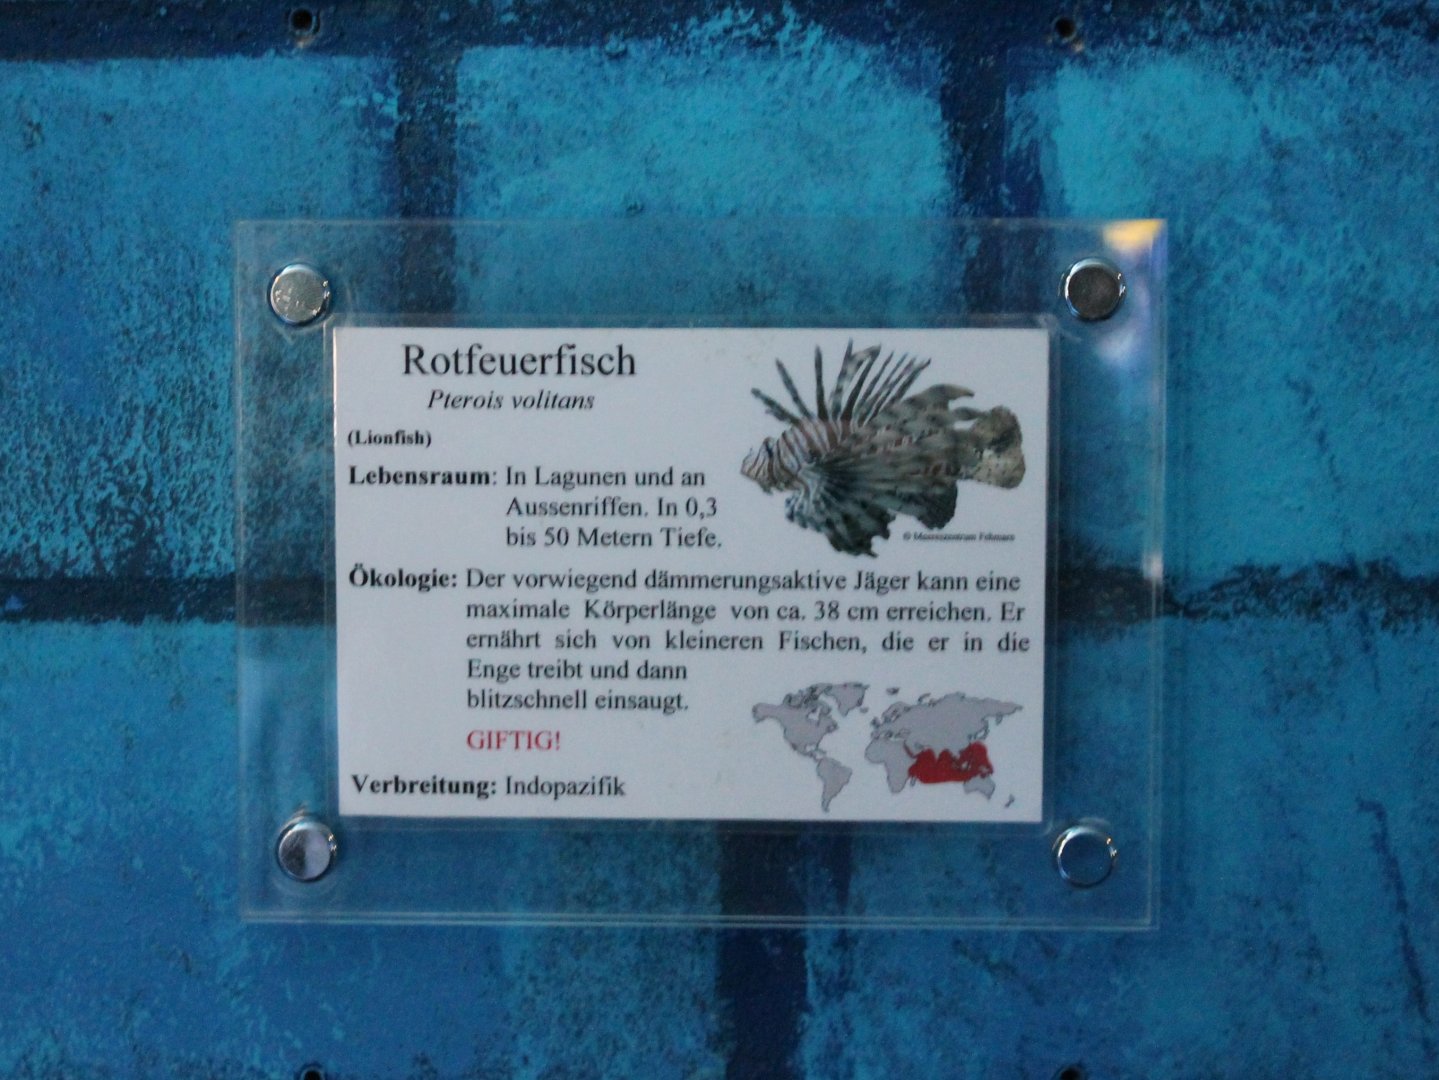 Rotfeuerfisch
Pterois volitans
(Lionfish)
Lebensraum: In Lagunen und an
Aussenriffen. In 0,3
bis 50 Metern Tiefe.
© Meereszentrum Fehmarn
Ökologie: Der vorwiegend dämmerungsaktive Jäger kann eine
maximale Körperlänge von ca. 38 cm erreichen. Er
ernährt sich von kleineren Fischen, die er in die
Enge treibt und dann
blitzschnell einsaugt.
GIFTIG!
Verbreitung: Indopazifik